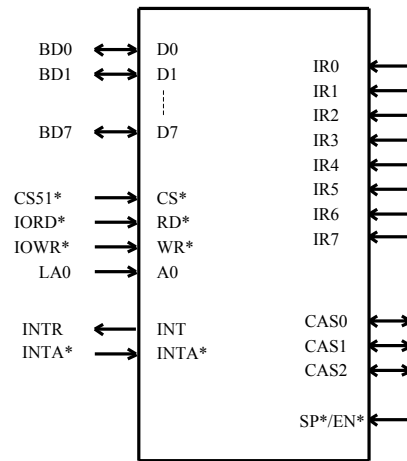 BD0 D0
BD1 D1
IR0
IR1
IR2
BD7 D7
IR3
IR4
IR5
CS51* CS*
IR6
IORD* RD*
IR7
IOWR* WR*
LA0 A0
CAS0
INTR INT
CAS1
INTA* INTA*
CAS2
SP*/EN*